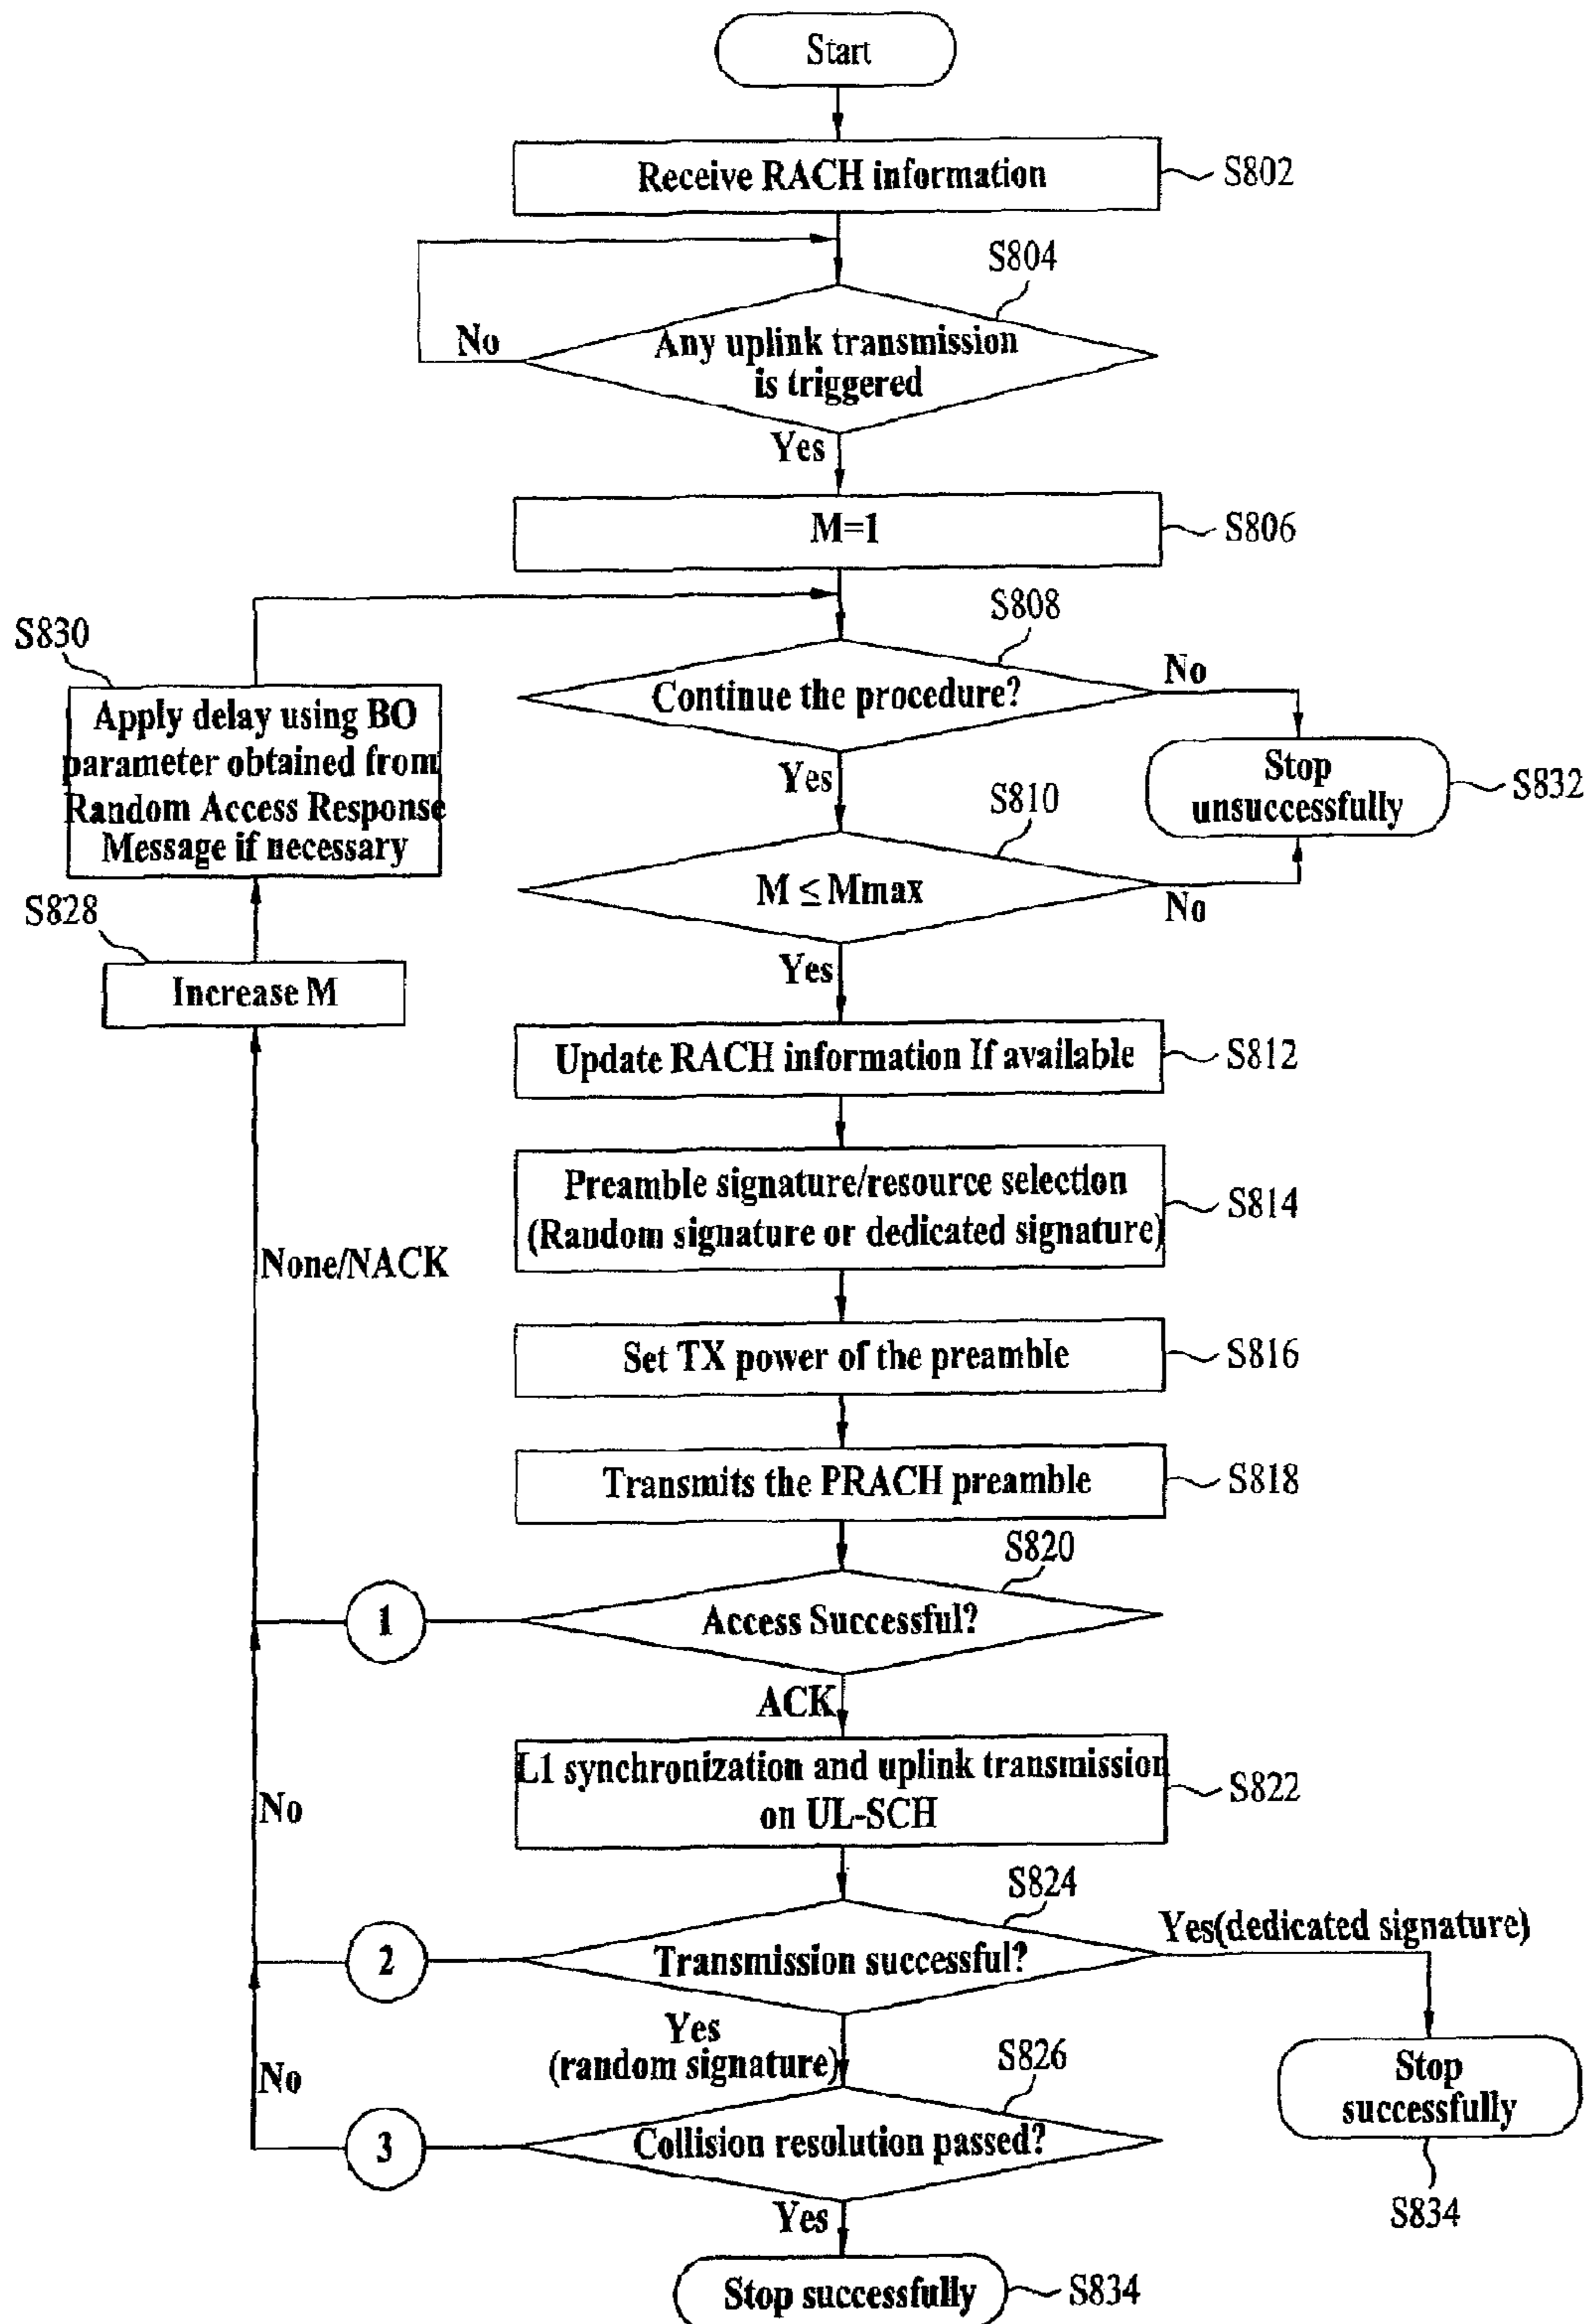 Start
Receive RACH information
S802
S804
No
Any uplink transmission
is triggered
Yes
M=1
S806
S830
S808
Apply delay using BO
parameter obtained from
Random Access Response
Message if necessary
Continue the procedure?
No
Yes
Stop
unsuccessfully
S832
S810
M ≤ Mmax
No
S828
Increase M
Yes
Update RACH information If available
S812
Preamble signature/resource selection
(Random signature or dedicated signature)
S814
None/NACK
Set TX power of the preamble
S816
Transmits the PRACH preamble
S818
S820
1
Access Successful?
ACK
L1 synchronization and uplink transmission
on UL-SCH
S822
No
S824
2
Transmission successful?
Yes(dedicated signature)
Yes
(random signature)
S826
No
Stop
successfully
3
Collision resolution passed?
S834
Yes
Stop successfully
S834